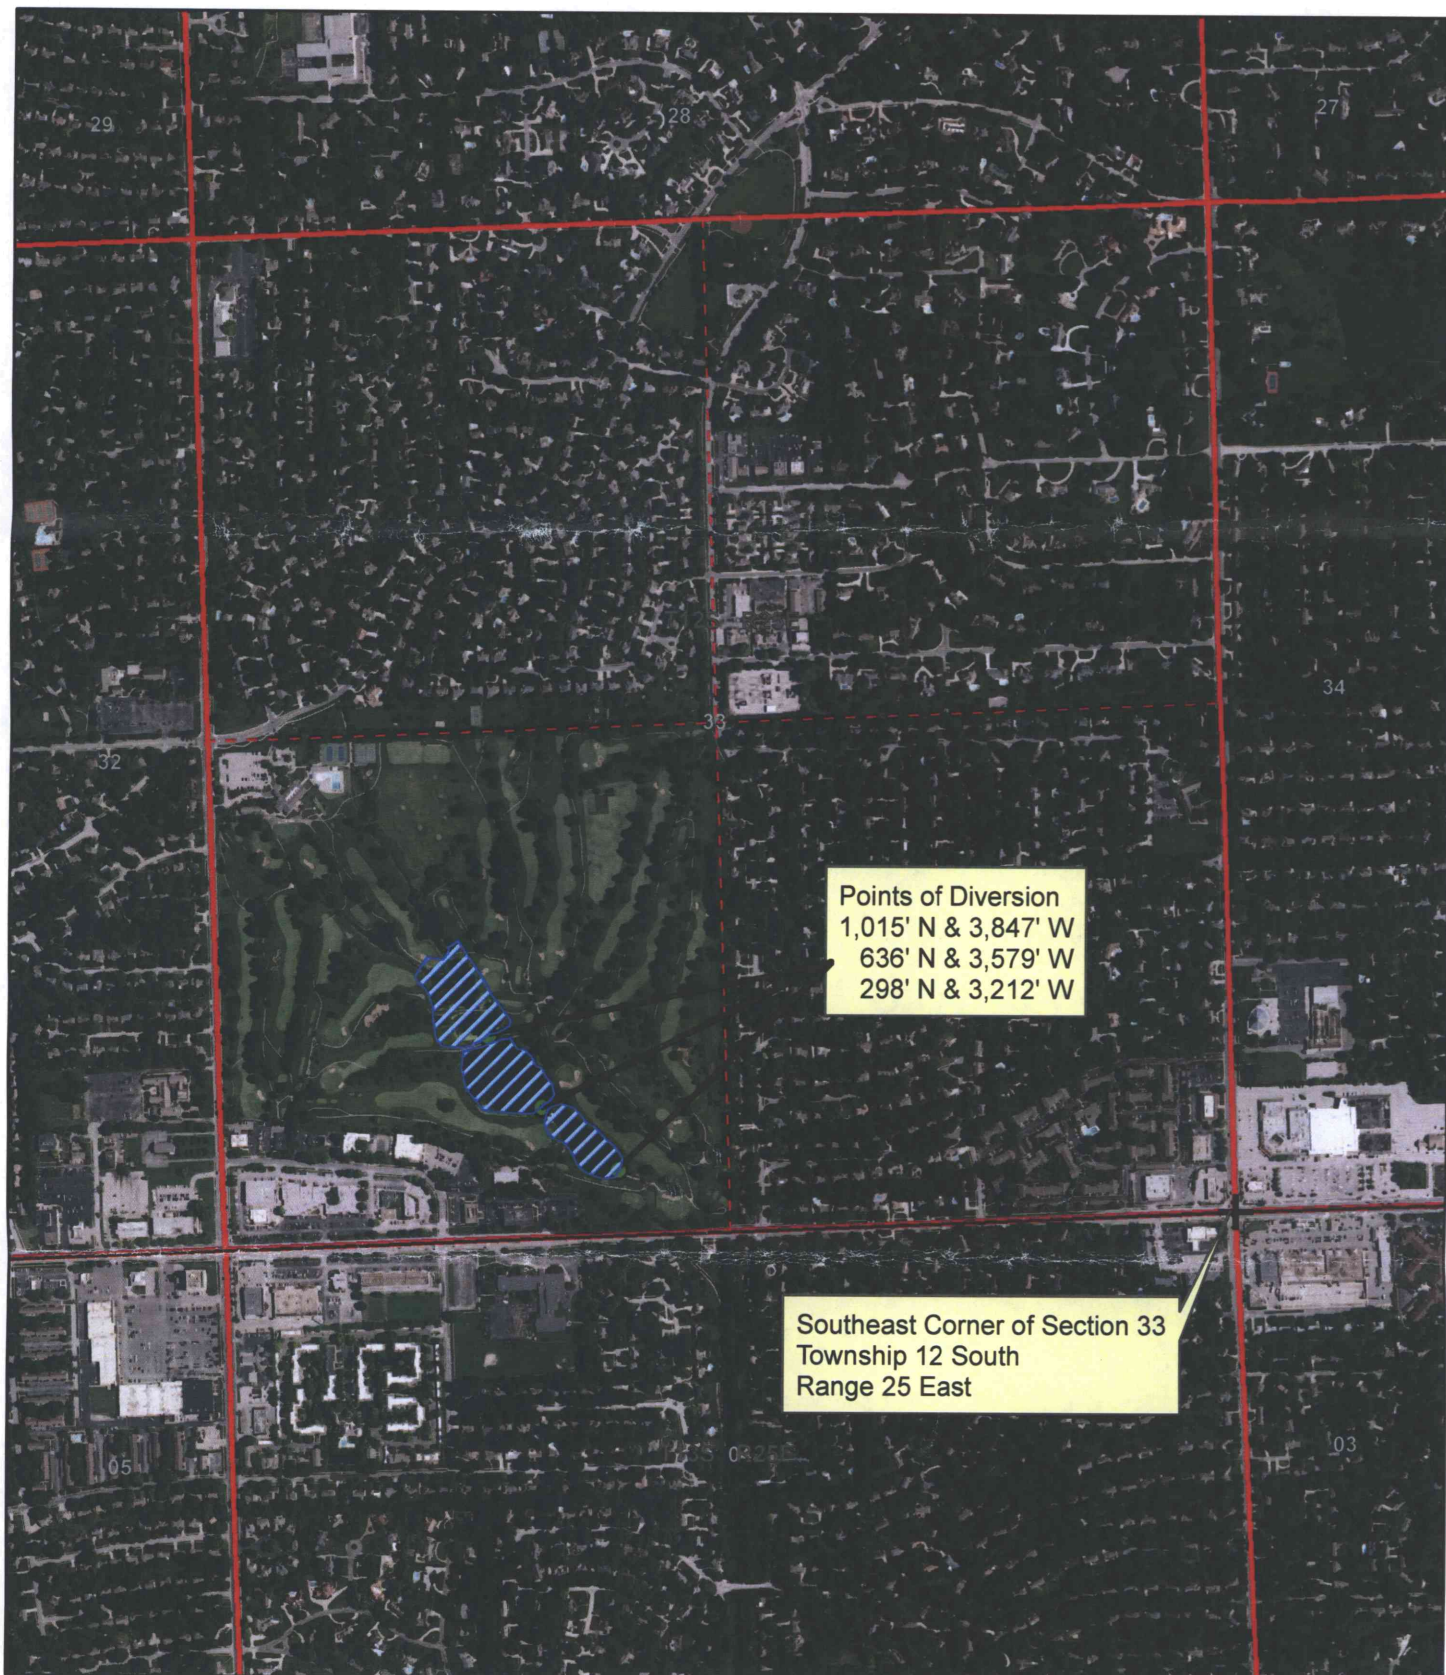 29
28
27
34
33
32
Points of Diversion
1,015' N & 3,847' W
636' N & 3,579' W
298' N & 3,212' W
Southeast Corner of Section 33
Township 12 South
Range 25 East
05
03